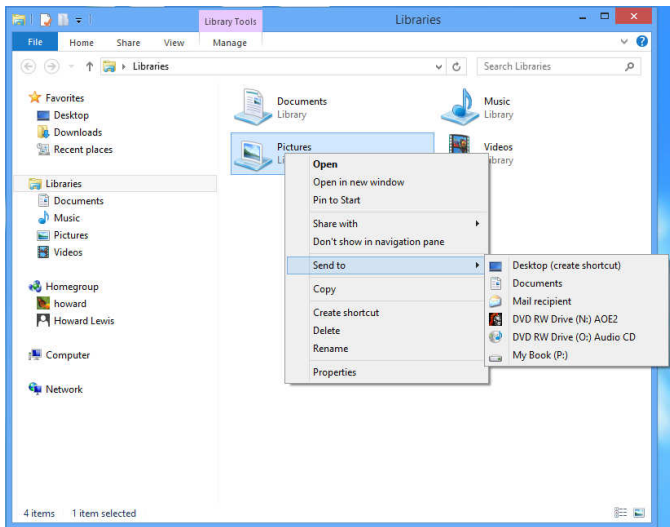 Library Tools
Libraries
File
Home
Share
View
Manage
Libraries
Search Libraries
Favorites
Desktop
Downloads
Recent places
Libraries
Documents
Music
Pictures
Videos
Homegroup
howard
Howard Lewis
Computer
Network
Documents
Library
Music
Library
Pictures
Videos
Open
Open in new window
Pin to Start
Share with
Don't show in navigation pane
Send to
Copy
Create shortcut
Delete
Rename
Properties
Desktop (create shortcut)
Documents
Mail recipient
DVD RW Drive (N:) AOE2
DVD RW Drive (O:) Audio CD
My Book (P:)
4 items
1 item selected